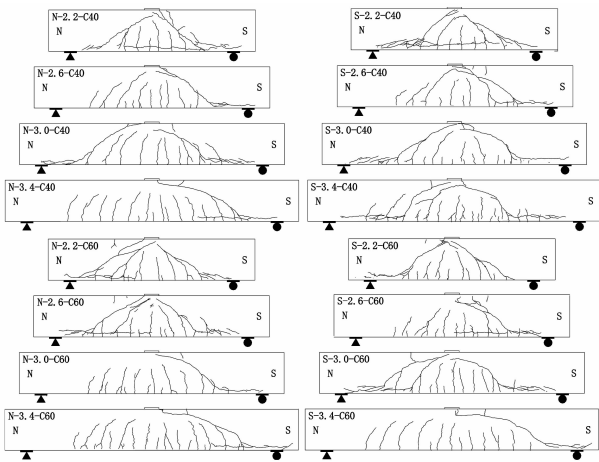 N-2.2-C40
N S
S-2.2-C40
N S
N-2.6-C40
N S
S-2.6-C40
N S
N-3.0-C40
N S
S-3.0-C40
N S
N-3.4-C40
N S
S-3.4-C40
N S
N-2.2-C60
N S
S-2.2-C60
N S
N-2.6-C60
N S
S-2.6-C60
N S
N-3.0-C60
N S
S-3.0-C60
N S
N-3.4-C60
N S
S-3.4-C60
N S